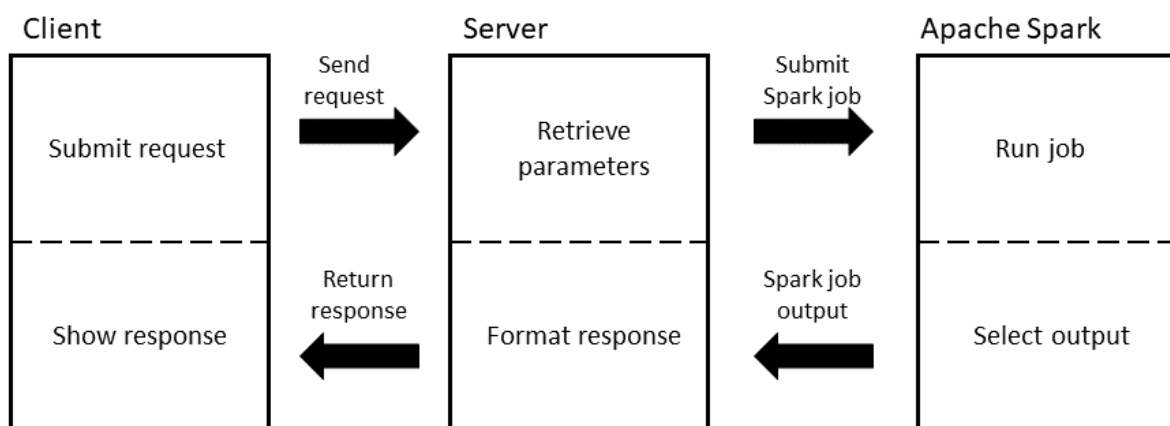 Client
Server
Apache Spark
Send
request
Submit
Spark job
Submit request
Retrieve
parameters
Run job
Return
response
Spark job
output
Show response
Format response
Select output